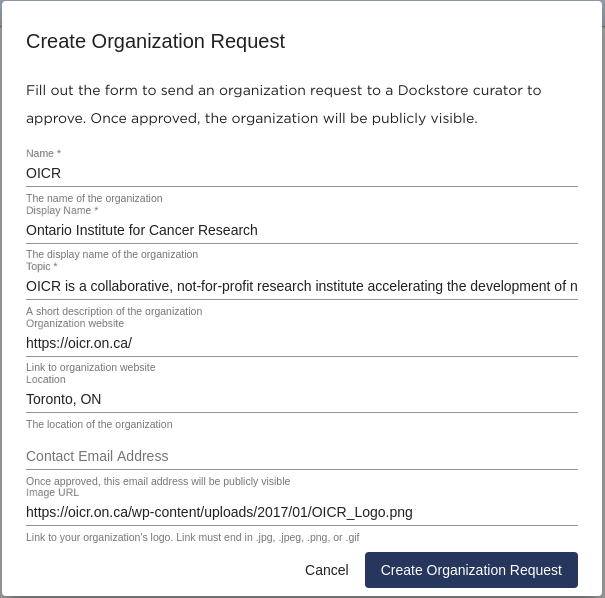 Create Organization Request
Fill out the form to send an organization request to a Dockstore curator to
approve. Once approved, the organization will be publicly visible.
Name *
OICR
The name of the organization
Display Name *
Ontario Institute for Cancer Research
The display name of the organization
Topic *
OICR is a collaborative, not-for-profit research institute accelerating the development of n
A short description of the organization
Organization website
https://oicr.on.ca/
Link to organization website
Location
Toronto, ON
The location of the organization
Contact Email Address
Once approved, this email address will be publicly visible
Image URL
https://oicr.on.ca/wp-content/uploads/2017/01/OICR_Logo.png
Link to your organization's logo. Link must end in .jpg, .jpeg, .png, or .gif
Cancel Create Organization Request